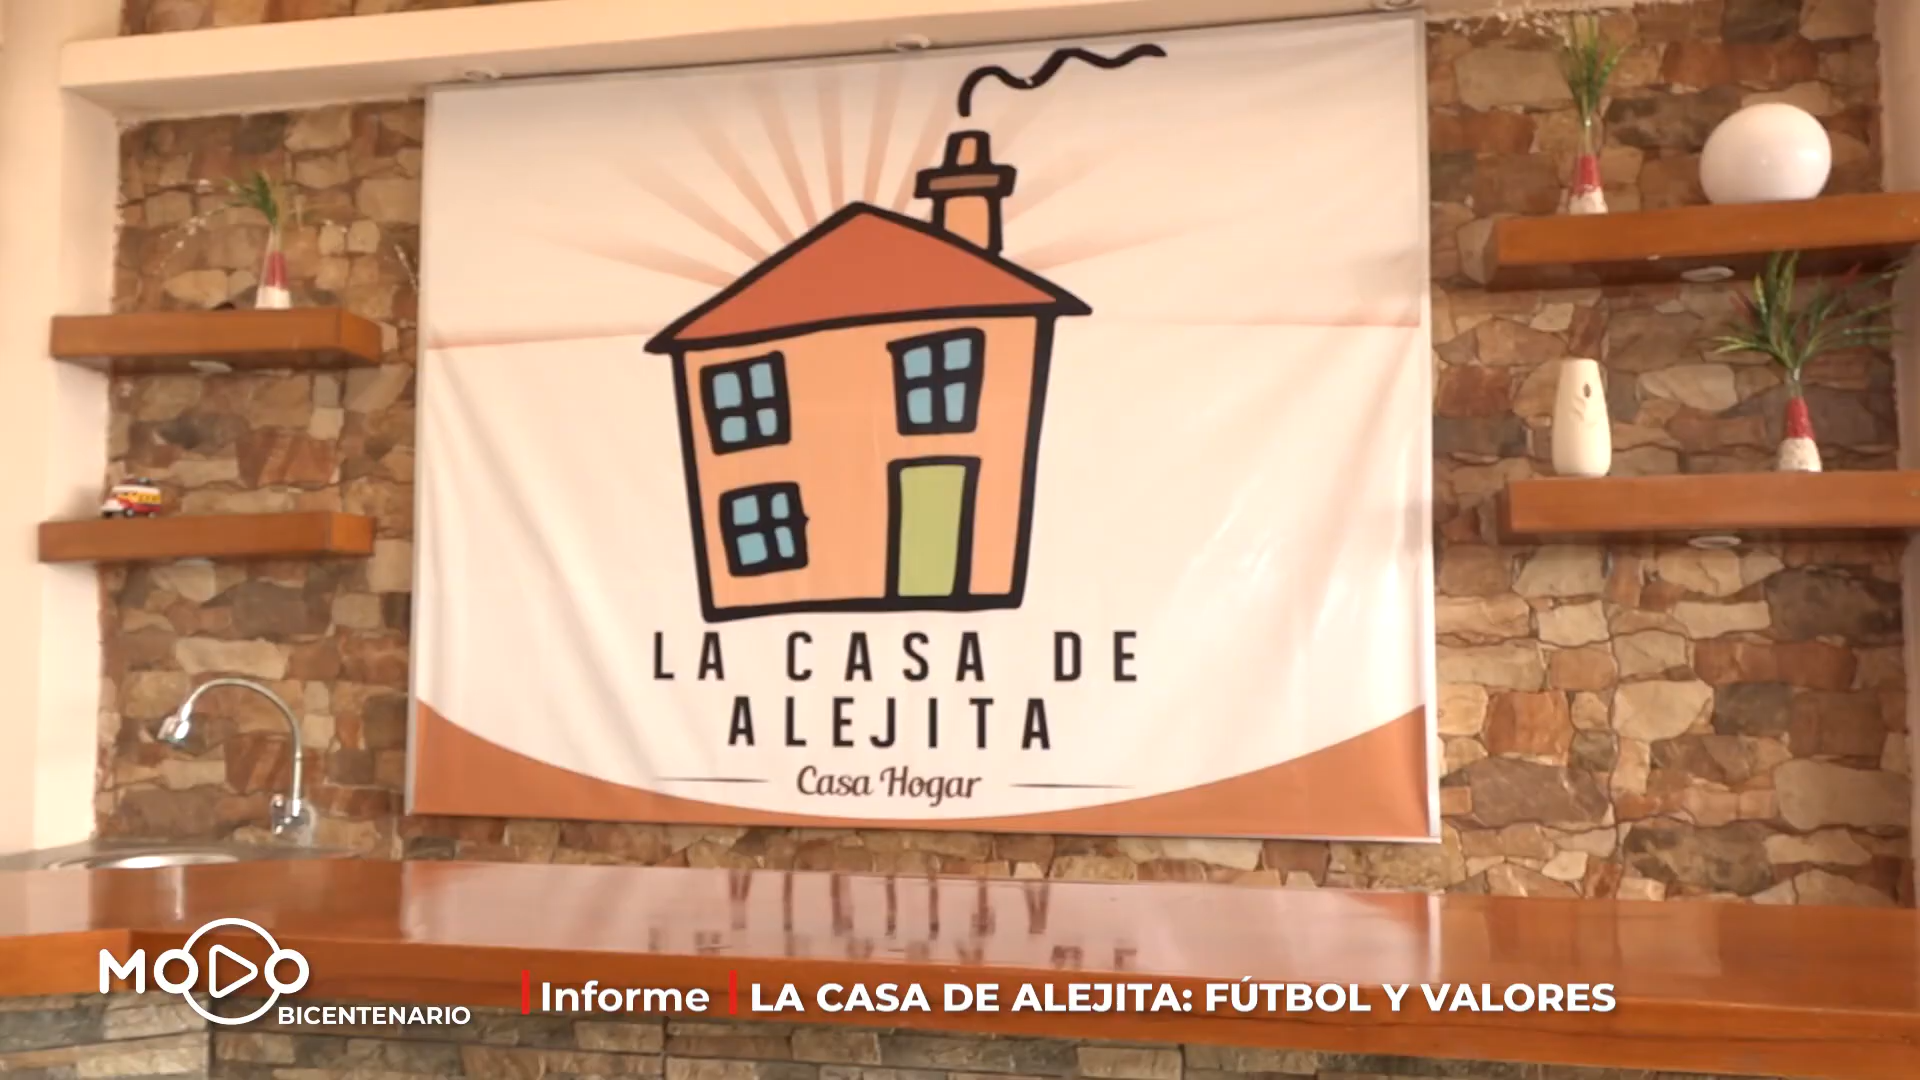 LA CASA DE
ALEJITA
Casa Hogar
MODO
BICENTENARIO
Informe
LA CASA DE ALEJITA: FÚTBOL Y VALORES